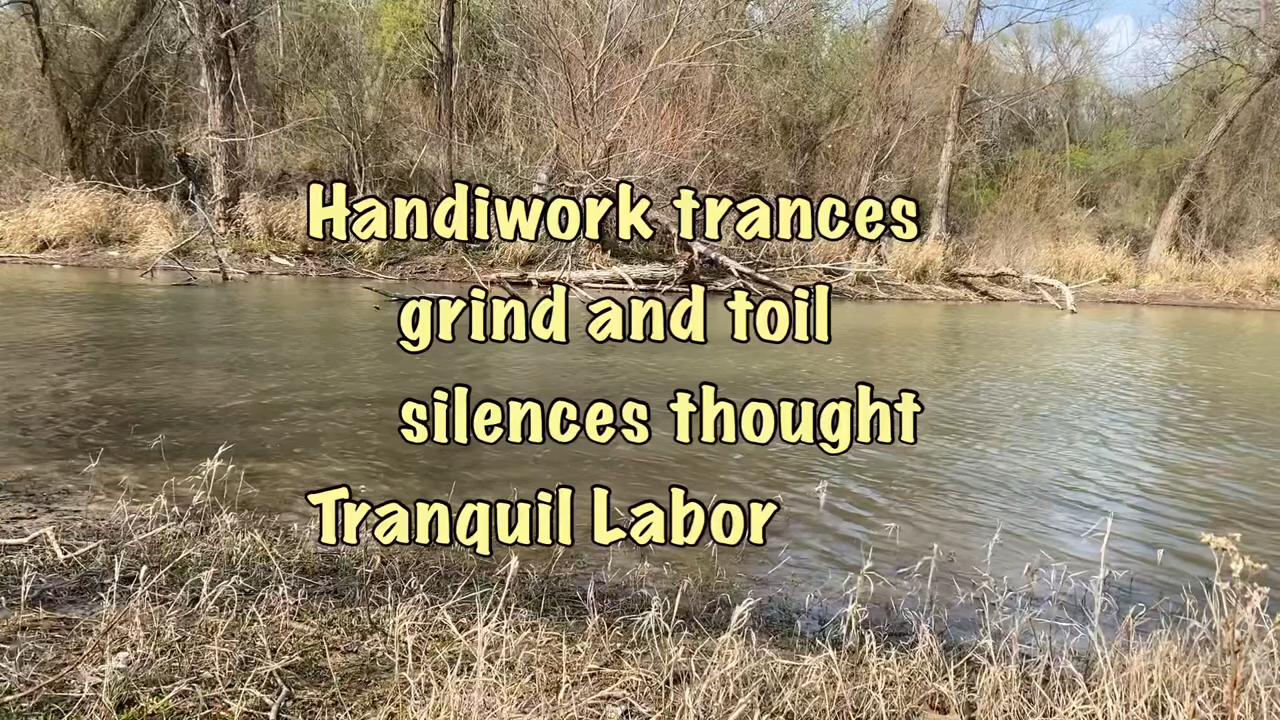 Handiwork trances
grind and toil
silences thought
Tranquil Labor